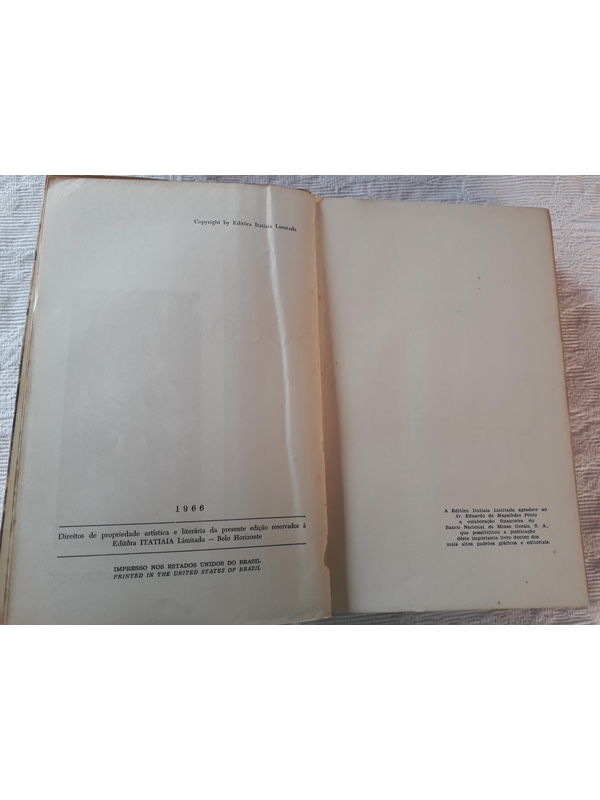 Copyright by Editôra Itatiaia Limitada
1966
Direitos de propriedade artística e literária da presente edição reservados à
Editôra ITATIAIA Limitada — Belo Horizonte
IMPRESSO NOS ESTADOS UNIDOS DO BRASIL
PRINTED IN THE UNITED STATES OF BRAZIL
A Editôra Itatiaia Limitada agradece ao
Dr. Eduardo de Magalhães Pinto
a colaboração financeira do
Banco Nacional de Minas Gerais, S. A.,
que possibilitou a publicação
dêste importante livro dentro dos
mais altos padrões gráficos e editoriais.